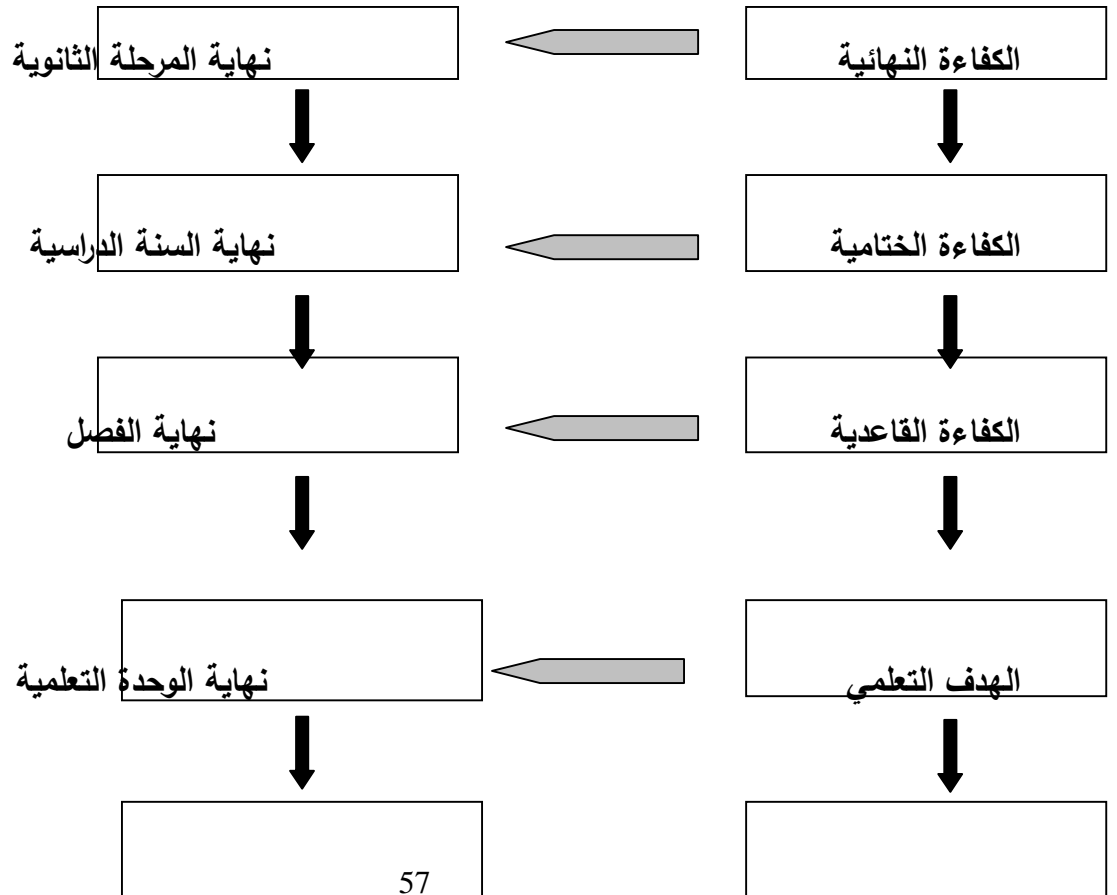 الكفاءة النهائية
نهاية المرحلة الثانوية
الكفاءة الختامية
نهاية السنة الدراسية
الكفاءة القاعدية
نهاية الفصل
الهدف التعلمي
نهاية الوحدة التعلمية
57